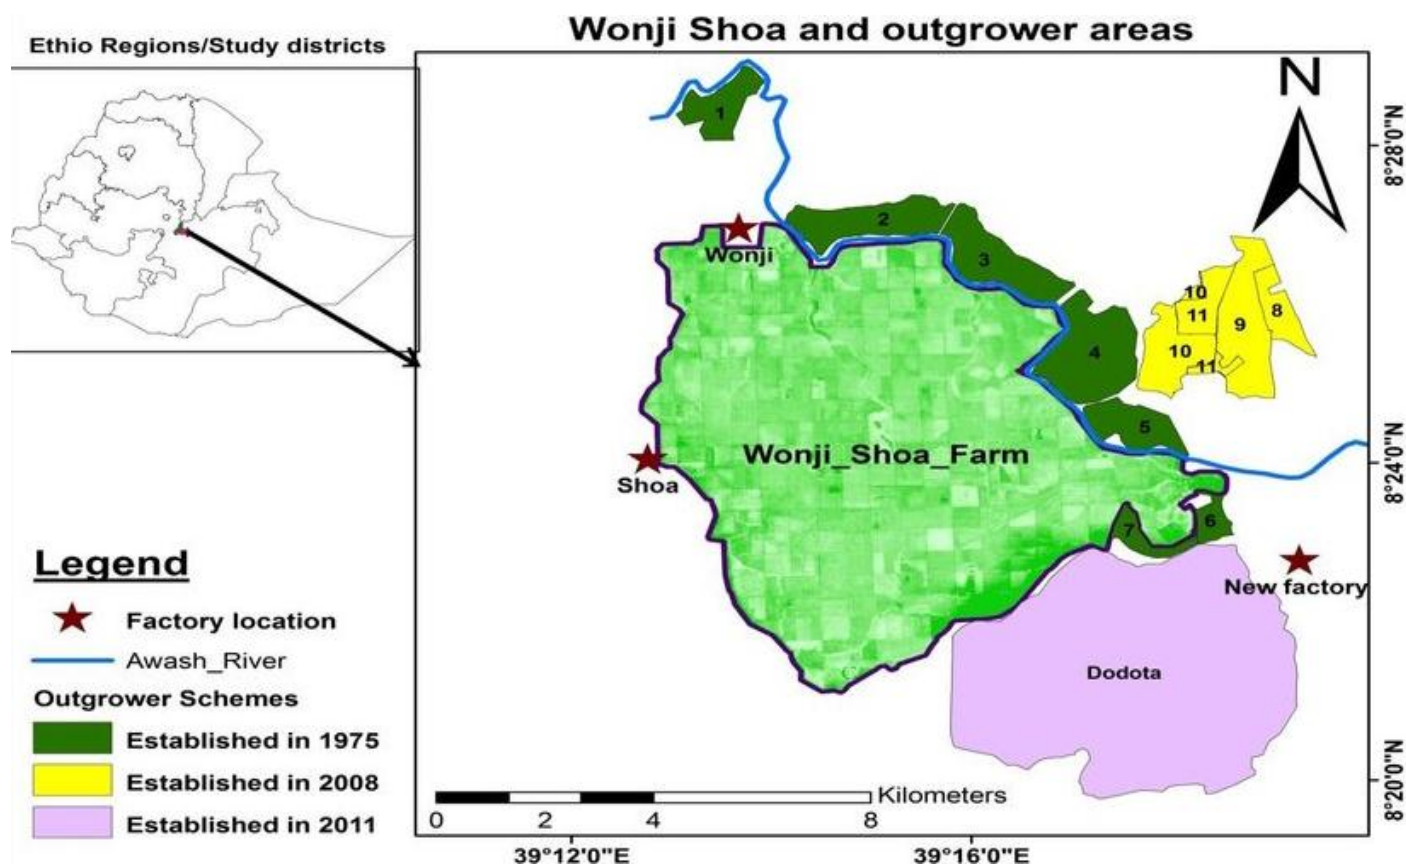 Wonji Shoa and outgrower areas
Ethio Regions/Study districts
N
1
2
Wonji
3
10
11
9
8
4
10
11
5
Wonji_Shoa_Farm
Shoa
6
7
New factory
Dodota
8°28'0"N
8°24'0"N
8°20'0"N
Legend
Factory location
Awash_River
Outgrower Schemes
Established in 1975
Established in 2008
Established in 2011
Kilometers
0 2 4 8
39°12'0"E 39°16'0"E